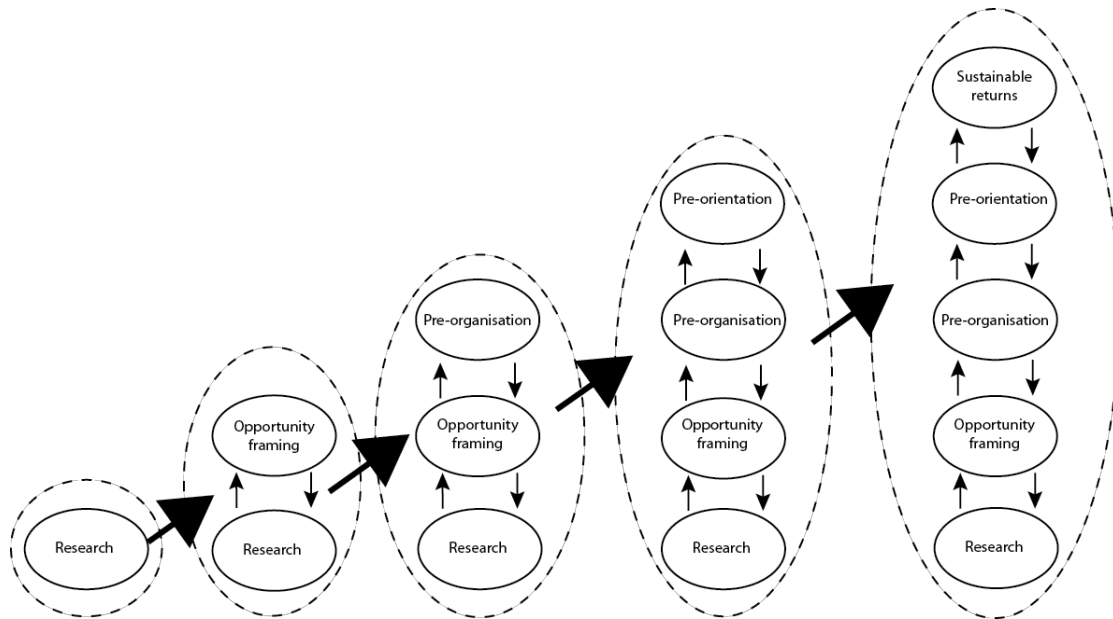 Research
Opportunity
framing
Research
Pre-organisation
Opportunity
framing
Research
Pre-orientation
Pre-organisation
Opportunity
framing
Research
Sustainable
returns
Pre-orientation
Pre-organisation
Opportunity
framing
Research